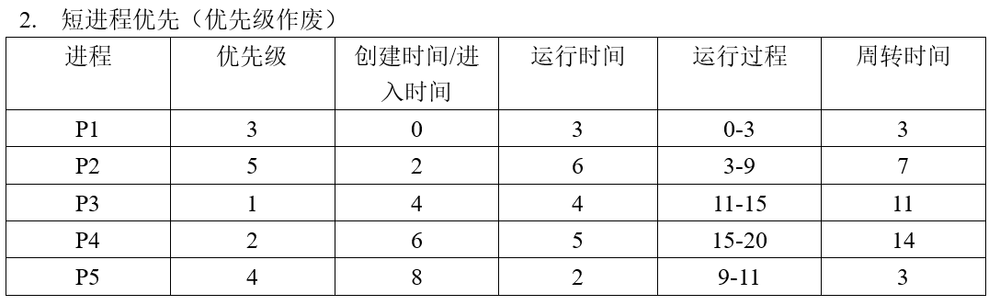 2. 短进程优先（优先级作废）
进程 优先级 创建时间/进入时间 运行时间 运行过程 周转时间
P1 3 0 3 0-3 3
P2 5 2 6 3-9 7
P3 1 4 4 11-15 11
P4 2 6 5 15-20 14
P5 4 8 2 9-11 3